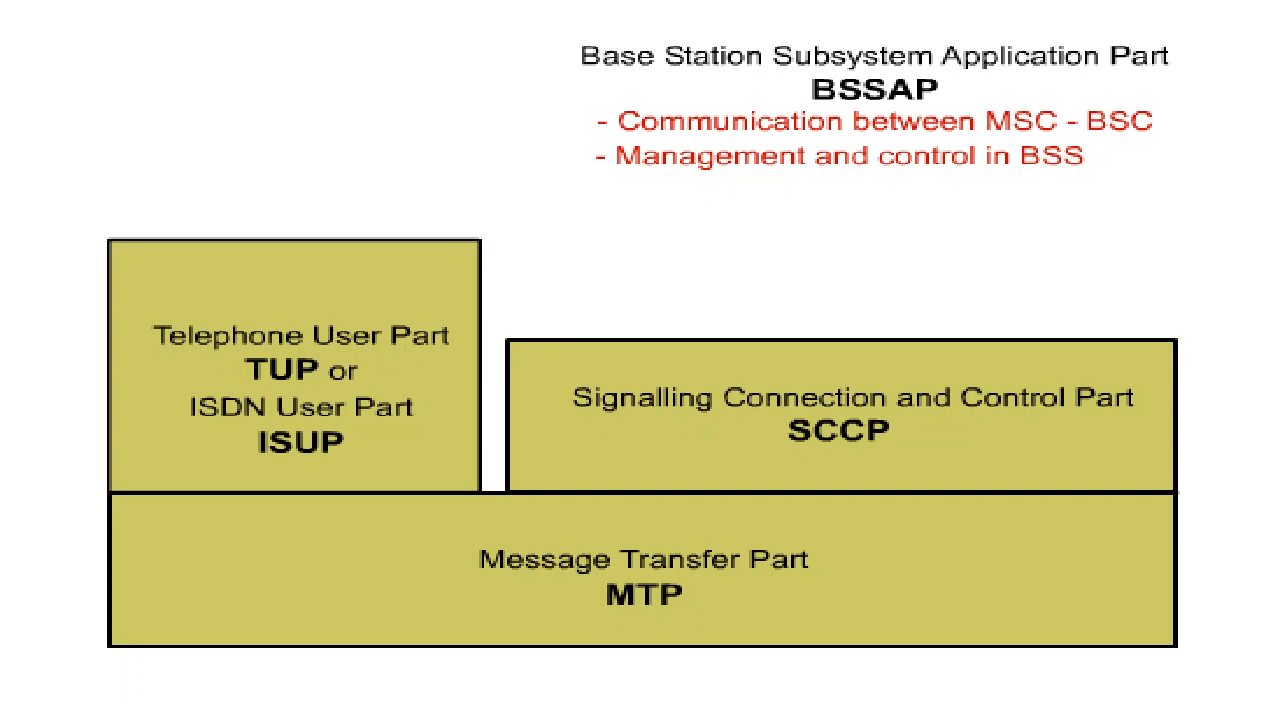 Base Station Subsystem Application Part
BSSAP
- Communication between MSC - BSC
- Management and control in BSS
Telephone User Part
TUP or
ISDN User Part
ISUP
Signalling Connection and Control Part
SCCP
Message Transfer Part
MTP